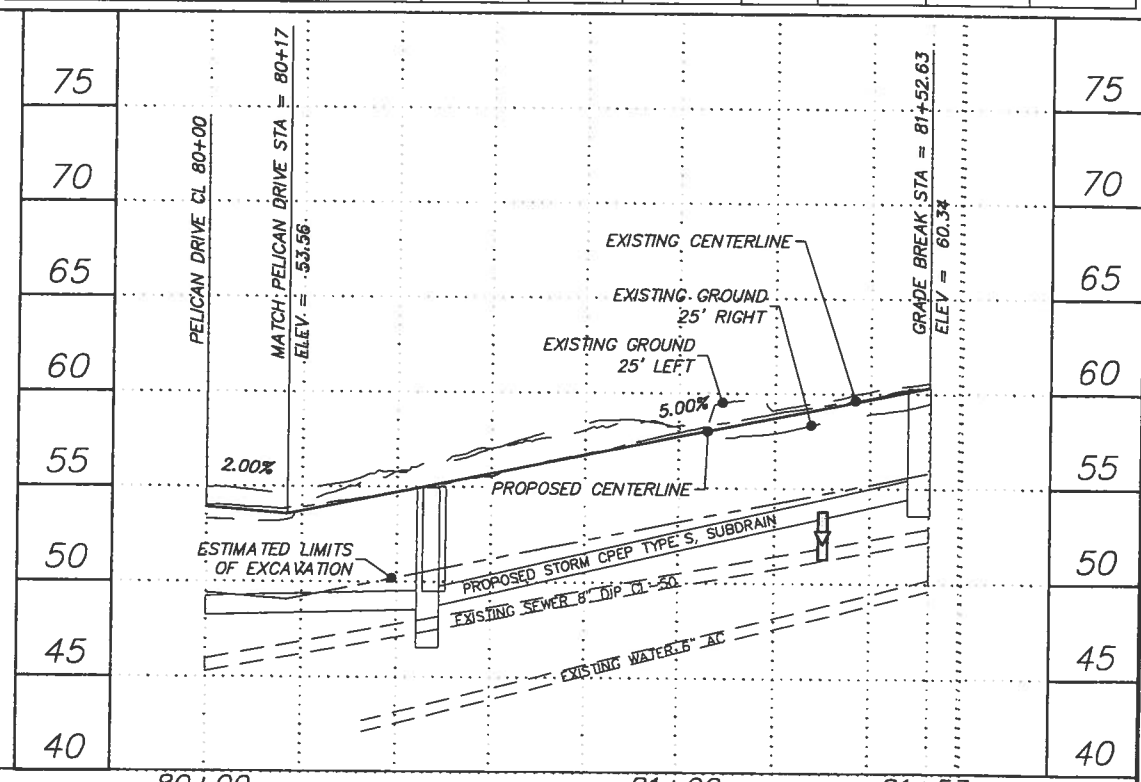 75
70
65
60
55
50
45
40
PELICAN DRIVE CL 80+00
MATCH PELICAN DRIVE STA = 80+17
ELEV. = 53.56
GRADE BREAK STA = 81+52.63
ELEV = 60.34
EXISTING CENTERLINE
EXISTING GROUND
25' RIGHT
EXISTING GROUND
25' LEFT
5.00%
2.00%
PROPOSED CENTERLINE
ESTIMATED LIMITS
OF EXCAVATION
PROPOSED STORM CPEP TYPE S, SUBDRAIN
EXISTING SEWER 8" DIP CL-50
EXISTING WATER 6" AC
75
70
65
60
55
50
45
40
80+00